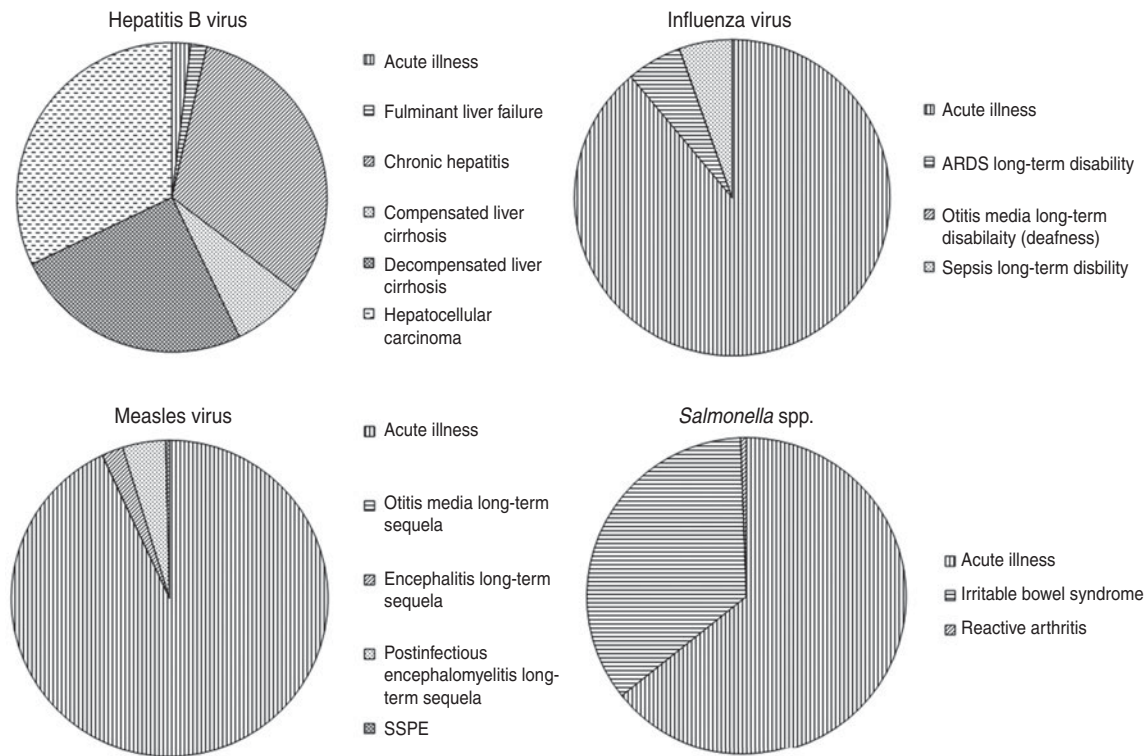 Hepatitis B virus
Acute illness
Fulminant liver failure
Chronic hepatitis
Compensated liver
cirrhosis
Decompensated liver
cirrhosis
Hepatocellular
carcinoma
Influenza virus
Acute illness
ARDS long-term disability
Otitis media long-term
disabilaity (deafness)
Sepsis long-term disbility
Measles virus
Acute illness
Otitis media long-term
sequela
Encephalitis long-term
sequela
Postinfectious
encephalomyelitis long-
term sequela
SSPE
Salmonella spp.
Acute illness
Irritable bowel syndrome
Reactive arthritis